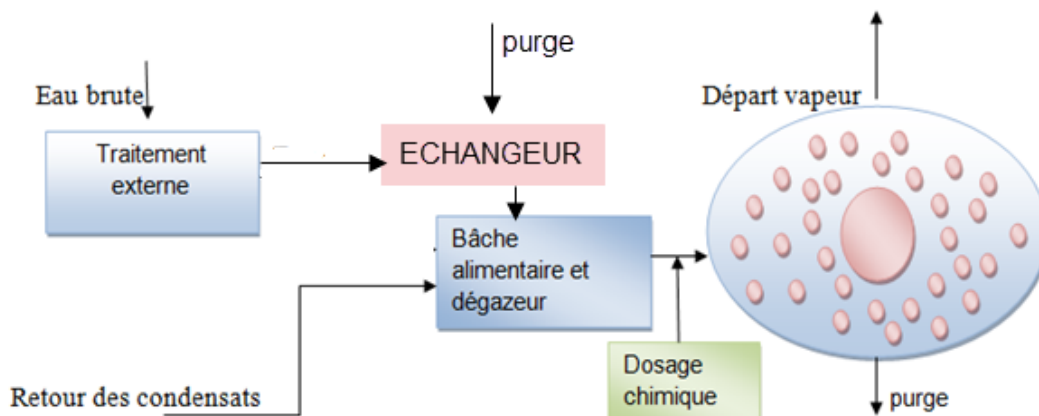 purge
Eau brute
Départ vapeur
Traitement
externe
ECHANGEUR
Bâche
alimentaire et
dégazeur
Dosage
chimique
Retour des condensats
purge